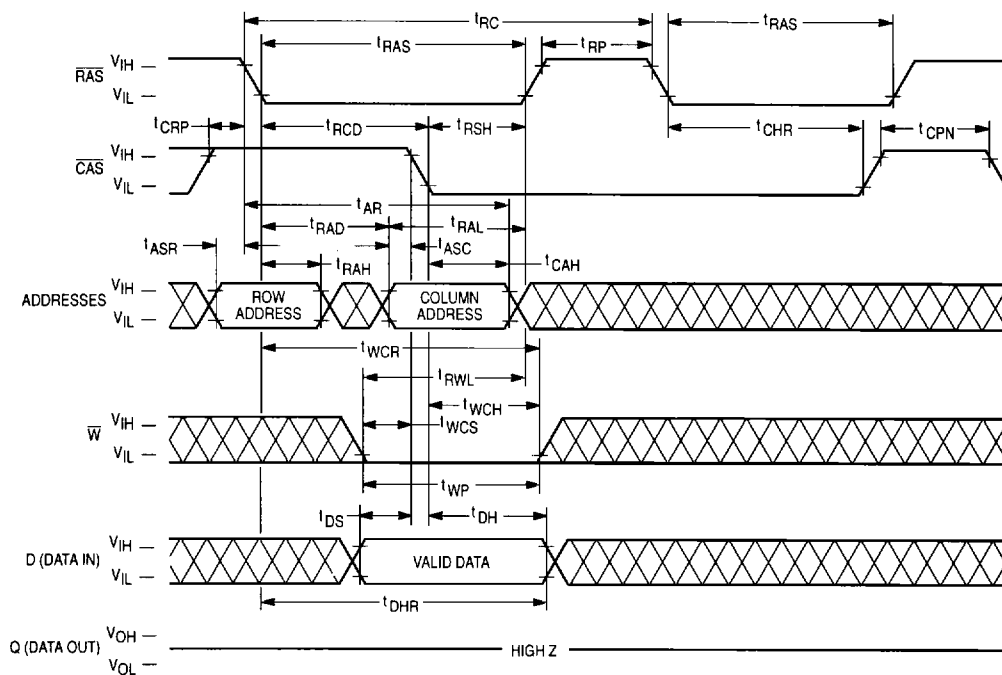 tRC
tRAS
tRP
tRAS
RAS
VIH
VIL
tCRP
tRCD
tRSH
tCHR
tCPN
CAS
VIH
VIL
tAR
tRAD
tRAL
tASR
tASC
tRAH
tCAH
ADDRESSES
VIH
VIL
ROW
ADDRESS
COLUMN
ADDRESS
tWCR
tRWL
tWCH
tWCS
W
VIH
VIL
tWP
tDS
tDH
D (DATA IN)
VIH
VIL
VALID DATA
tDHR
Q (DATA OUT)
VOH
VOL
HIGH Z